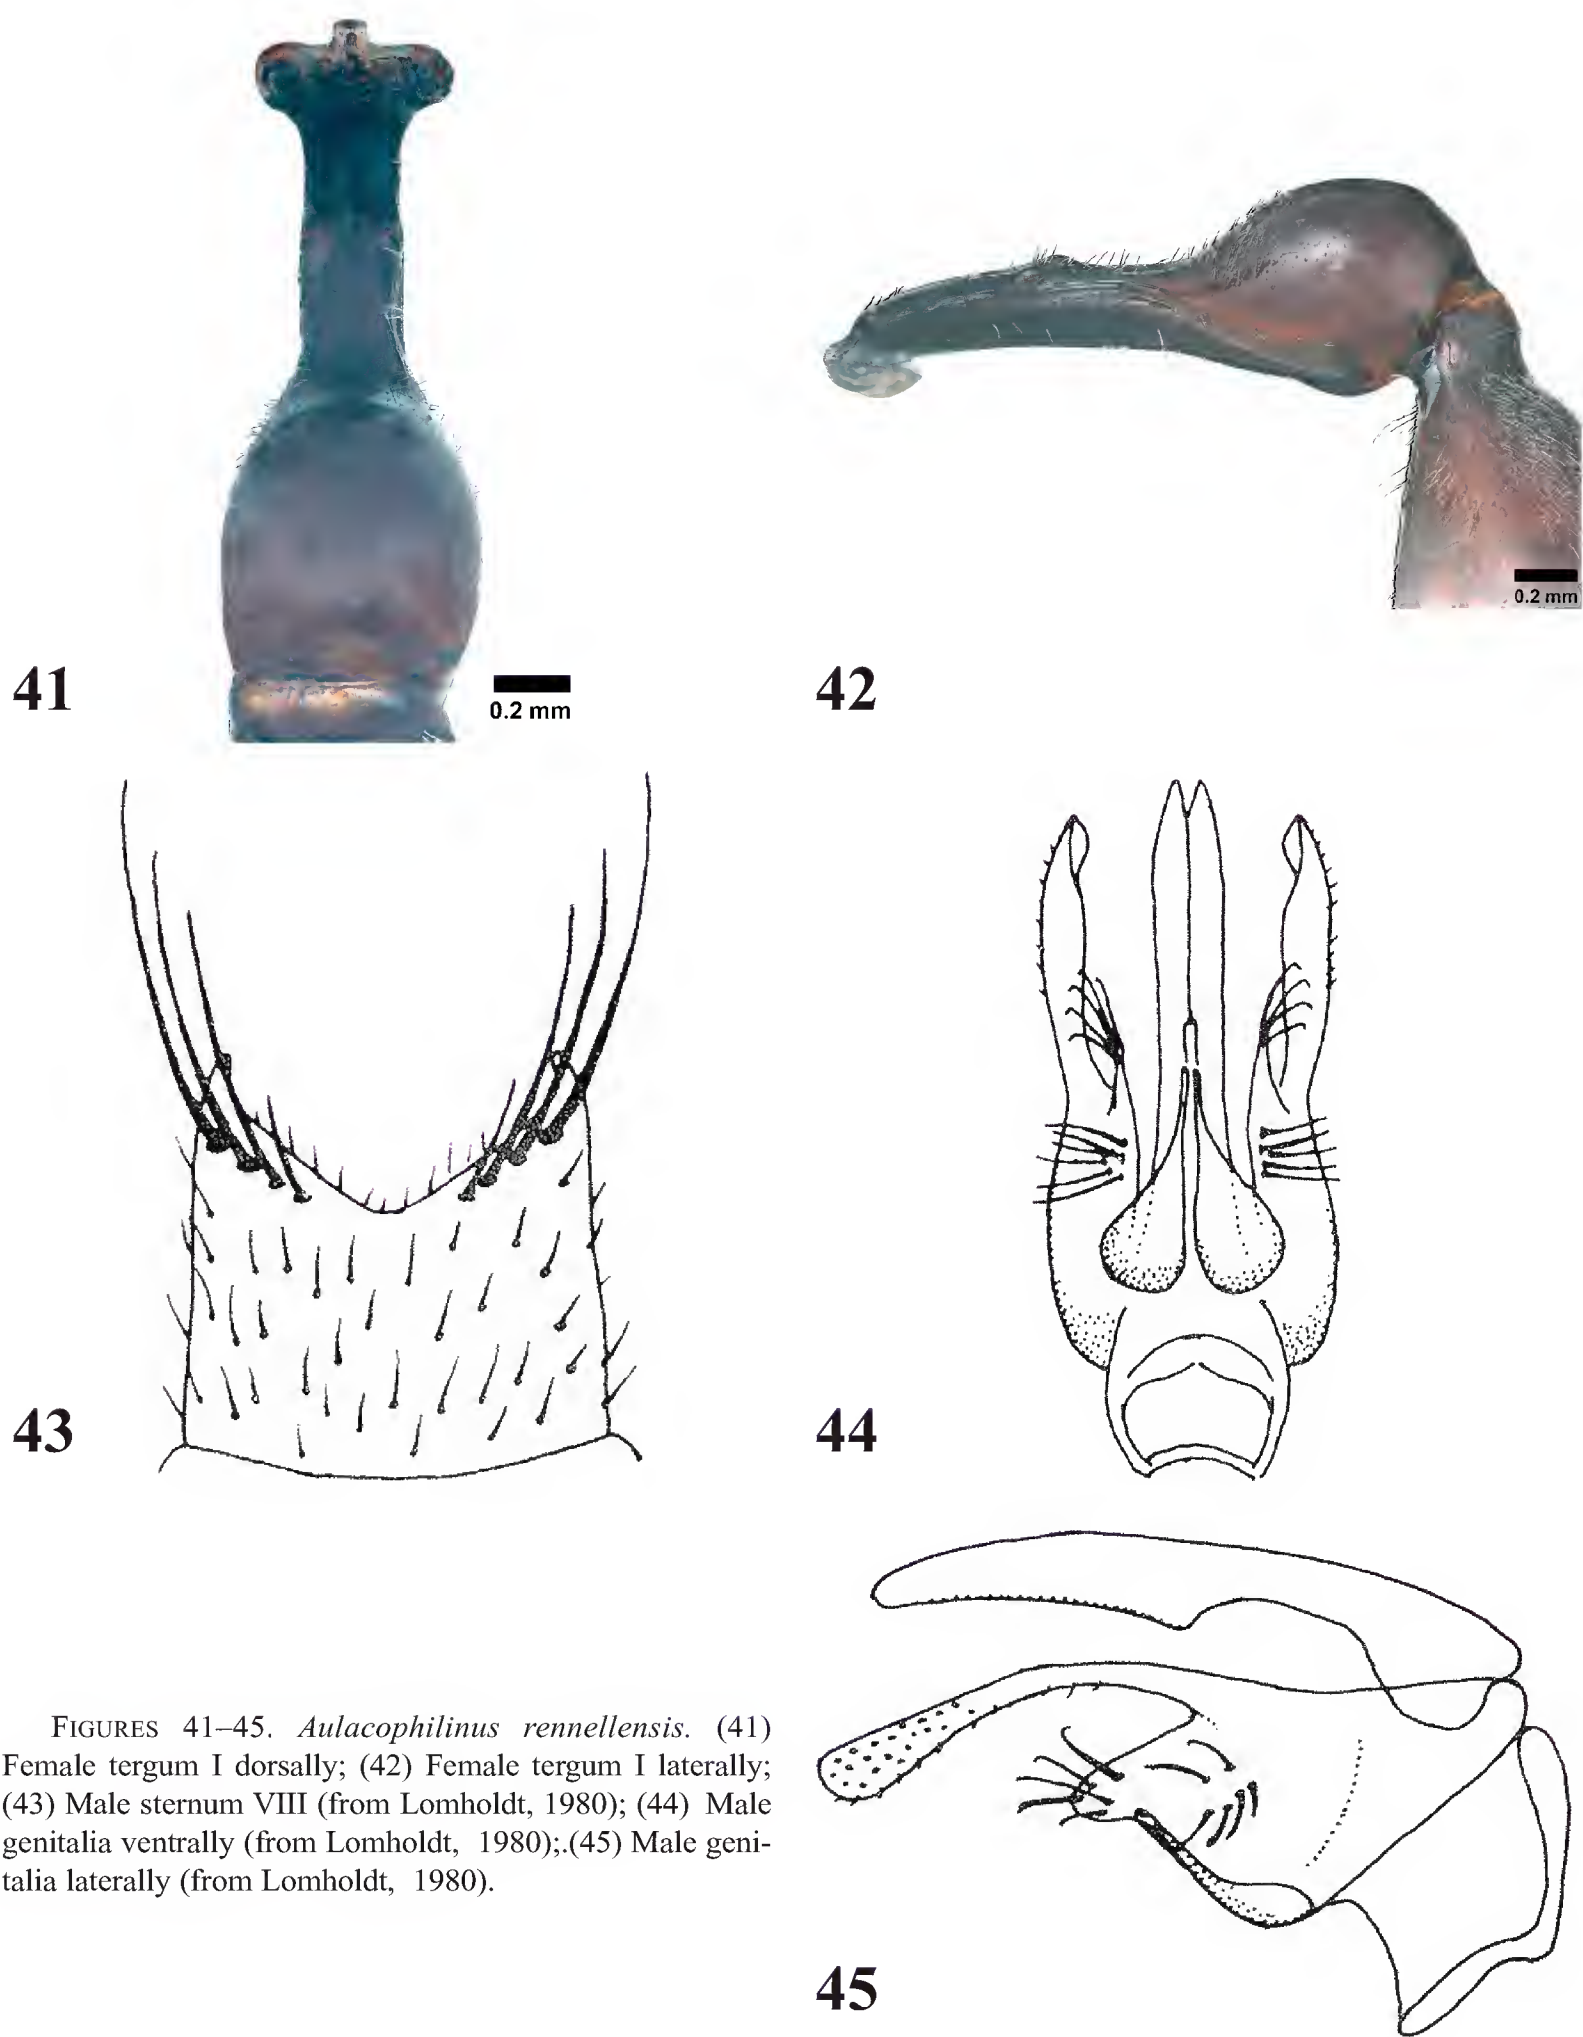 41
0.2 mm
42
0.2 mm
43
44
FIGURES 41–45. Aulacophilinus rennellensis. (41)
Female tergum I dorsally; (42) Female tergum I laterally;
(43) Male sternum VIII (from Lomholdt, 1980); (44) Male
genitalia ventrally (from Lomholdt, 1980);.(45) Male geni-
talia laterally (from Lomholdt, 1980).
45